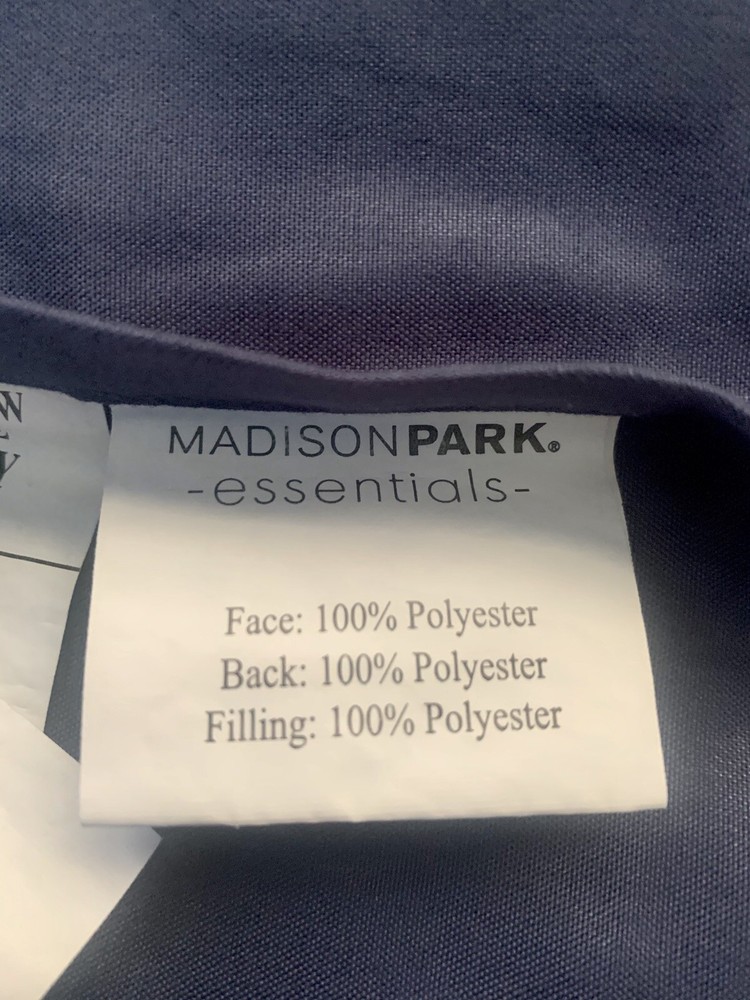 MADISONPARK®
-essentials-
Face: 100% Polyester
Back: 100% Polyester
Filling: 100% Polyester